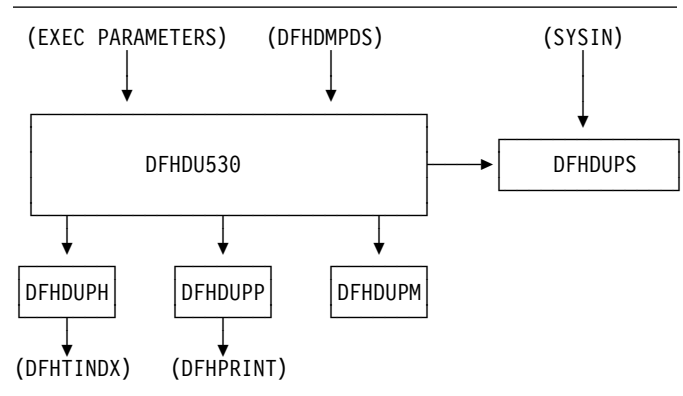 (EXEC PARAMETERS) (DFHDMPDS) (SYSIN)
DFHDU530 DFHDUPS
DFHDUPH DFHDUPP DFHDUPM
(DFHTINDX) (DFHPRINT)